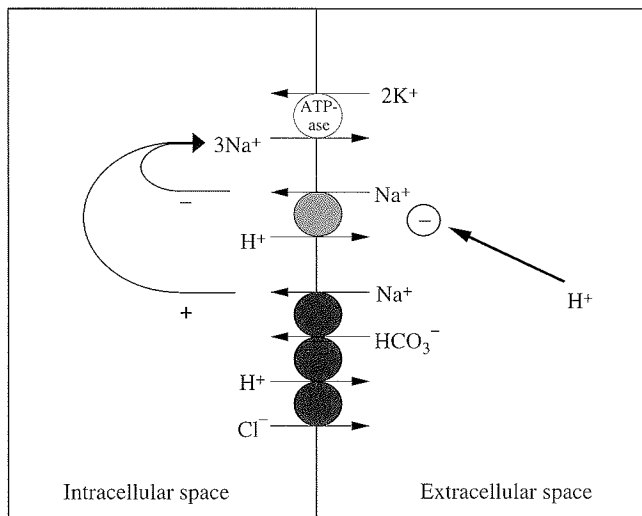 2K⁺
ATP-
ase
3Na⁺
Na⁺
−
−
H⁺
H⁺
Na⁺
+
HCO₃⁻
H⁺
Cl⁻
Intracellular space
Extracellular space